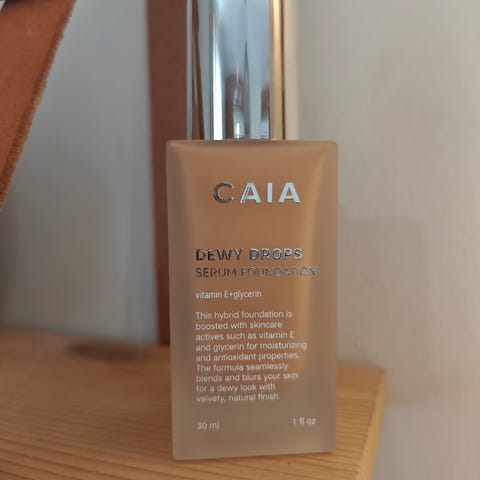 CAIA
DEWY DROPS
SERUM FOUNDATION
vitamin E+glycerin
This hybrid foundation is
boosted with skincare
actives such as vitamin E
and glycerin for moisturizing
and antioxidant properties.
The formula seamlessly
blends and blurs your skin
for a dewy look with
velvety, natural finish.
30 ml 1 fl oz